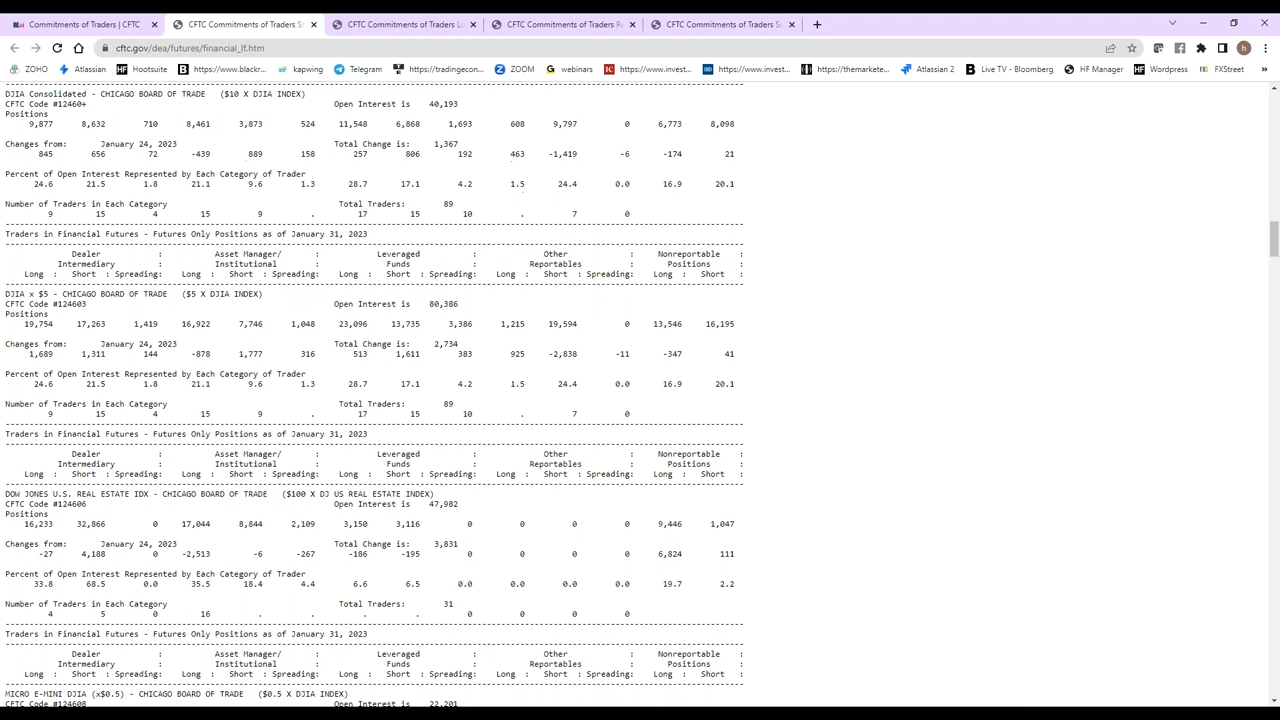 Commitments of Traders | CFTC
CFTC Commitments of Traders Sh
CFTC Commitments of Traders Lo
CFTC Commitments of Traders Re
CFTC Commitments of Traders Se
cftc.gov/dea/futures/financial_lf.htm
ZOHO Atlassian Hootsuite https://www.blackr... kapwing Telegram https://tradingecon... ZOOM webinars https://www.invest... https://www.invest... https://themarkete... Atlassian 2 Live TV - Bloomberg HF Manager Wordpress FXStreet »
DJIA Consolidated - CHICAGO BOARD OF TRADE ($10 X DJIA INDEX)
CFTC Code #12460+ Open Interest is 40,193
Positions
9,877 8,632 710 8,461 3,873 524 11,548 6,868 1,693 608 9,797 0 6,773 8,098
Changes from: January 24, 2023 Total Change is: 1,367
845 656 72 -439 889 158 257 806 192 463 -1,419 -6 -174 21
Percent of Open Interest Represented by Each Category of Trader
24.6 21.5 1.8 21.1 9.6 1.3 28.7 17.1 4.2 1.5 24.4 0.0 16.9 20.1
Number of Traders in Each Category Total Traders: 89
9 15 4 15 9 . 17 15 10 . 7 0
Traders in Financial Futures - Futures Only Positions as of January 31, 2023
Dealer : Asset Manager/ : Leveraged : Other : Nonreportable :
Intermediary : Institutional : Funds : Reportables : Positions :
Long : Short : Spreading: Long : Short : Spreading: Long : Short : Spreading: Long : Short : Spreading: Long : Short :
DJIA x $5 - CHICAGO BOARD OF TRADE ($5 X DJIA INDEX)
CFTC Code #124603 Open Interest is 80,386
Positions
19,754 17,263 1,419 16,922 7,746 1,048 23,096 13,735 3,386 1,215 19,594 0 13,546 16,195
Changes from: January 24, 2023 Total Change is: 2,734
1,689 1,311 144 -878 1,777 316 513 1,611 383 925 -2,838 -11 -347 41
Percent of Open Interest Represented by Each Category of Trader
24.6 21.5 1.8 21.1 9.6 1.3 28.7 17.1 4.2 1.5 24.4 0.0 16.9 20.1
Number of Traders in Each Category Total Traders: 89
9 15 4 15 9 . 17 15 10 . 7 0
Traders in Financial Futures - Futures Only Positions as of January 31, 2023
Dealer : Asset Manager/ : Leveraged : Other : Nonreportable :
Intermediary : Institutional : Funds : Reportables : Positions :
Long : Short : Spreading: Long : Short : Spreading: Long : Short : Spreading: Long : Short : Spreading: Long : Short :
DOW JONES U.S. REAL ESTATE IDX - CHICAGO BOARD OF TRADE ($100 X DJ US REAL ESTATE INDEX)
CFTC Code #124606 Open Interest is 47,982
Positions
16,233 32,866 0 17,044 8,844 2,109 3,150 3,116 0 0 0 0 9,446 1,047
Changes from: January 24, 2023 Total Change is: 3,831
-27 4,188 0 -2,513 -6 -267 -186 -195 0 0 0 0 6,824 111
Percent of Open Interest Represented by Each Category of Trader
33.8 68.5 0.0 35.5 18.4 4.4 6.6 6.5 0.0 0.0 0.0 0.0 19.7 2.2
Number of Traders in Each Category Total Traders: 31
4 5 0 16 . . . . 0 0 0 0
Traders in Financial Futures - Futures Only Positions as of January 31, 2023
Dealer : Asset Manager/ : Leveraged : Other : Nonreportable :
Intermediary : Institutional : Funds : Reportables : Positions :
Long : Short : Spreading: Long : Short : Spreading: Long : Short : Spreading: Long : Short : Spreading: Long : Short :
MICRO E-MINI DJIA (x$0.5) - CHICAGO BOARD OF TRADE ($0.5 X DJIA INDEX)
CFTC Code #124608 Open Interest is 22,201